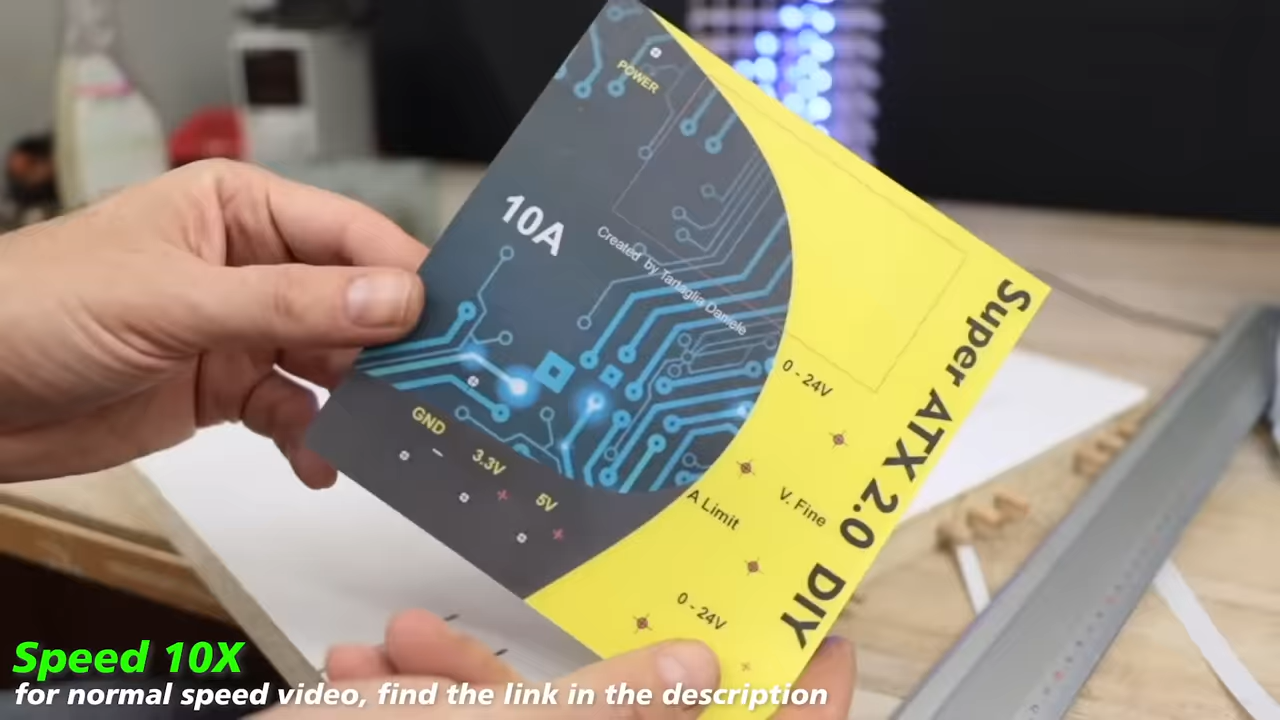 POWER
10A
Created by Tartaglia Daniele
Super ATX 2.0 DIY
0 - 24V
GND
-
3.3V
+
5V
+
A Limit
V. Fine
0 - 24V
Speed 10X
for normal speed video, find the link in the description